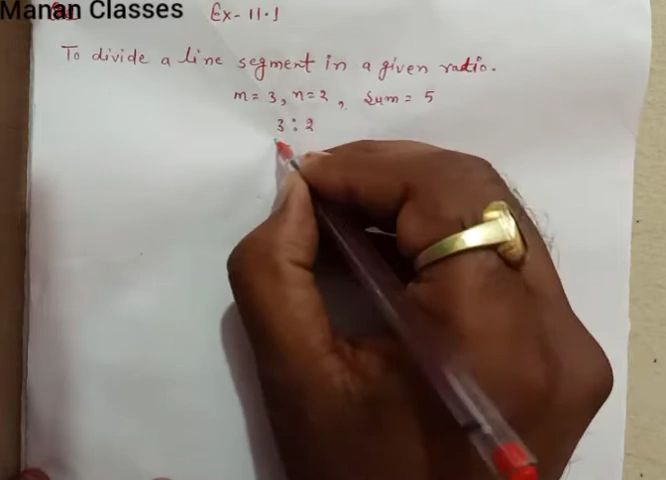 Manan Classes
Ex-11.1
To divide a line segment in a given ratio.
m = 3, n = 2, Sum = 5
3 : 2